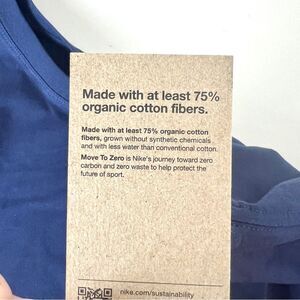 Made with at least 75%
organic cotton fibers.
Made with at least 75% organic cotton
fibers, grown without synthetic chemicals
and with less water than conventional cotton.
Move To Zero is Nike's journey toward zero
carbon and zero waste to help protect the
future of sport.
nike.com/sustainability